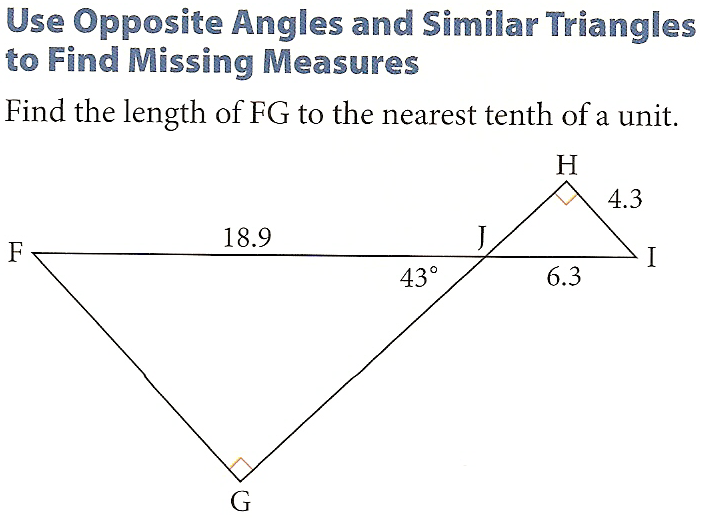 Use Opposite Angles and Similar Triangles
to Find Missing Measures
Find the length of FG to the nearest tenth of a unit.
H
4.3
18.9
J
F
I
43°
6.3
G